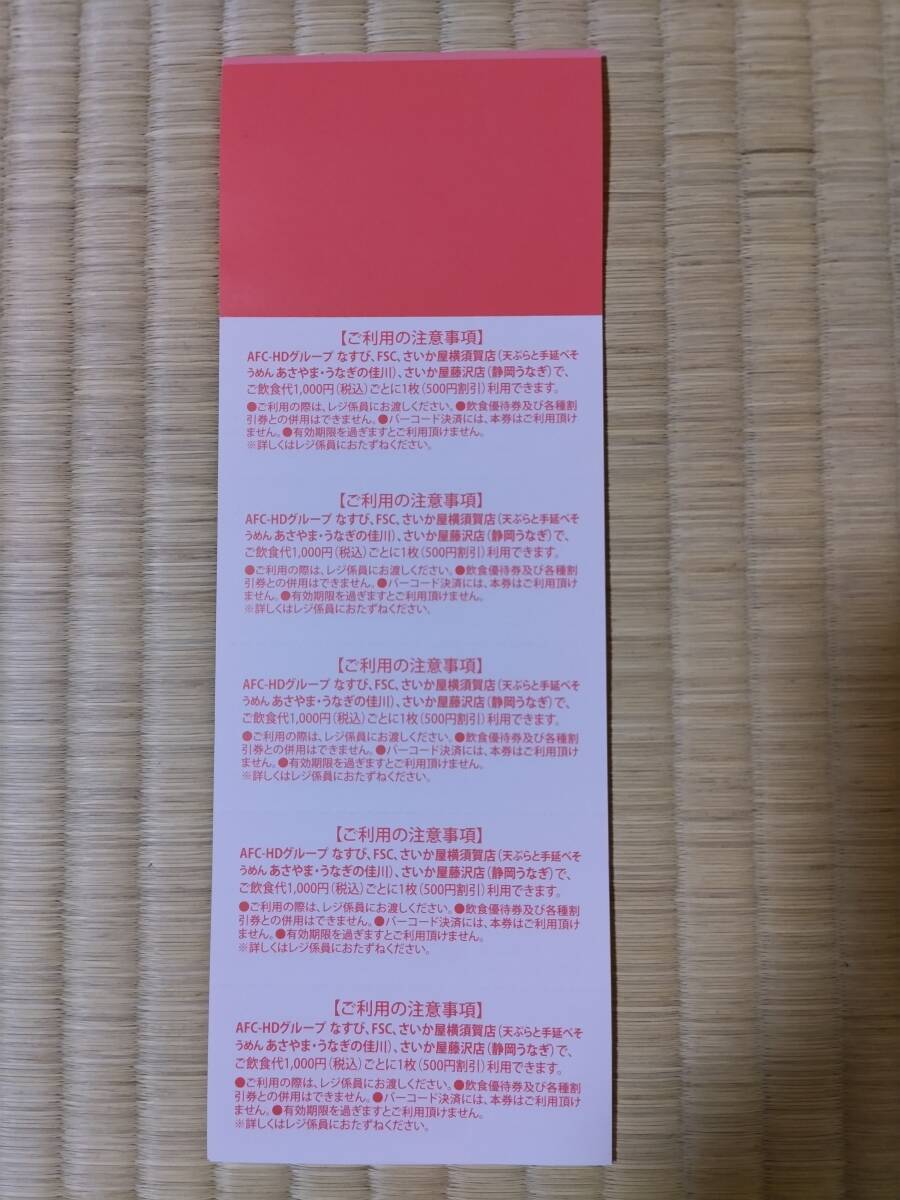 【ご利用の注意事項】
AFC-HDグループ なすび、FSC、さいか屋横須賀店(天ぷらと手延べそ
うめん あさやま・うなぎの佳川)、さいか屋藤沢店(静岡うなぎ)で、
ご飲食代1,000円(税込)ごとに1枚(500円割引)利用できます。
●ご利用の際は、レジ係員にお渡しください。●飲食優待券及び各種割
引券との併用はできません。●バーコード決済には、本券はご利用頂け
ません。●有効期限を過ぎますとご利用頂けません。
※詳しくはレジ係員におたずねください。
【ご利用の注意事項】
AFC-HDグループ なすび、FSC、さいか屋横須賀店(天ぷらと手延べそ
うめん あさやま・うなぎの佳川)、さいか屋藤沢店(静岡うなぎ)で、
ご飲食代1,000円(税込)ごとに1枚(500円割引)利用できます。
●ご利用の際は、レジ係員にお渡しください。●飲食優待券及び各種割
引券との併用はできません。●バーコード決済には、本券はご利用頂け
ません。●有効期限を過ぎますとご利用頂けません。
※詳しくはレジ係員におたずねください。
【ご利用の注意事項】
AFC-HDグループ なすび、FSC、さいか屋横須賀店(天ぷらと手延べそ
うめん あさやま・うなぎの佳川)、さいか屋藤沢店(静岡うなぎ)で、
ご飲食代1,000円(税込)ごとに1枚(500円割引)利用できます。
●ご利用の際は、レジ係員にお渡しください。●飲食優待券及び各種割
引券との併用はできません。●バーコード決済には、本券はご利用頂け
ません。●有効期限を過ぎますとご利用頂けません。
※詳しくはレジ係員におたずねください。
【ご利用の注意事項】
AFC-HDグループ なすび、FSC、さいか屋横須賀店(天ぷらと手延べそ
うめん あさやま・うなぎの佳川)、さいか屋藤沢店(静岡うなぎ)で、
ご飲食代1,000円(税込)ごとに1枚(500円割引)利用できます。
●ご利用の際は、レジ係員にお渡しください。●飲食優待券及び各種割
引券との併用はできません。●バーコード決済には、本券はご利用頂け
ません。●有効期限を過ぎますとご利用頂けません。
※詳しくはレジ係員におたずねください。
【ご利用の注意事項】
AFC-HDグループ なすび、FSC、さいか屋横須賀店(天ぷらと手延べそ
うめん あさやま・うなぎの佳川)、さいか屋藤沢店(静岡うなぎ)で、
ご飲食代1,000円(税込)ごとに1枚(500円割引)利用できます。
●ご利用の際は、レジ係員にお渡しください。●飲食優待券及び各種割
引券との併用はできません。●バーコード決済には、本券はご利用頂け
ません。●有効期限を過ぎますとご利用頂けません。
※詳しくはレジ係員におたずねください。